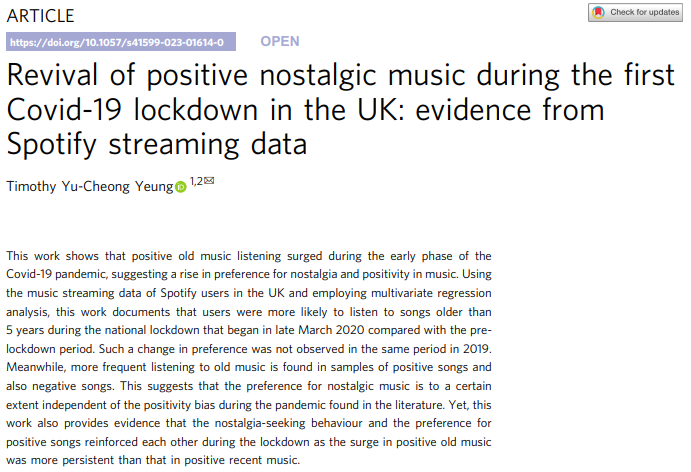 ARTICLE
Check for updates
https://doi.org/10.1057/s41599-023-01614-0 OPEN
Revival of positive nostalgic music during the first
Covid-19 lockdown in the UK: evidence from
Spotify streaming data
Timothy Yu-Cheong Yeung iD 1,2✉
This work shows that positive old music listening surged during the early phase of the
Covid-19 pandemic, suggesting a rise in preference for nostalgia and positivity in music. Using
the music streaming data of Spotify users in the UK and employing multivariate regression
analysis, this work documents that users were more likely to listen to songs older than
5 years during the national lockdown that began in late March 2020 compared with the pre-
lockdown period. Such a change in preference was not observed in the same period in 2019.
Meanwhile, more frequent listening to old music is found in samples of positive songs and
also negative songs. This suggests that the preference for nostalgic music is to a certain
extent independent of the positivity bias during the pandemic found in the literature. Yet, this
work also provides evidence that the nostalgia-seeking behaviour and the preference for
positive songs reinforced each other during the lockdown as the surge in positive old music
was more persistent than that in positive recent music.